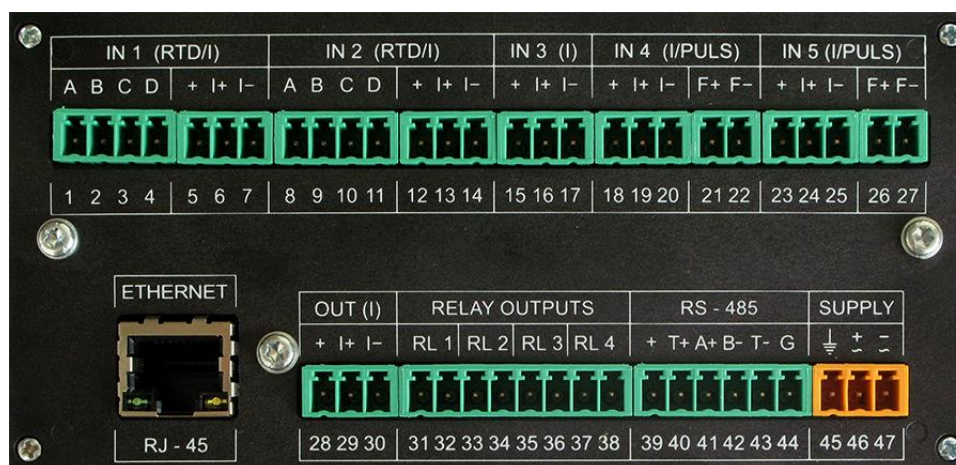 IN 1 (RTD/I) IN 2 (RTD/I) IN 3 (I) IN 4 (I/PULS) IN 5 (I/PULS)
A B C D + I+ I- A B C D + I+ I- + I+ I- + I+ I- F+ F- + I+ I- F+ F-
1 2 3 4 5 6 7 8 9 10 11 12 13 14 15 16 17 18 19 20 21 22 23 24 25 26 27
ETHERNET
OUT (I) RELAY OUTPUTS RS - 485 SUPPLY
+ I+ I- RL 1 RL 2 RL 3 RL 4 + T+ A+ B- T- G ⏚ + ~ - ~
RJ - 45 28 29 30 31 32 33 34 35 36 37 38 39 40 41 42 43 44 45 46 47